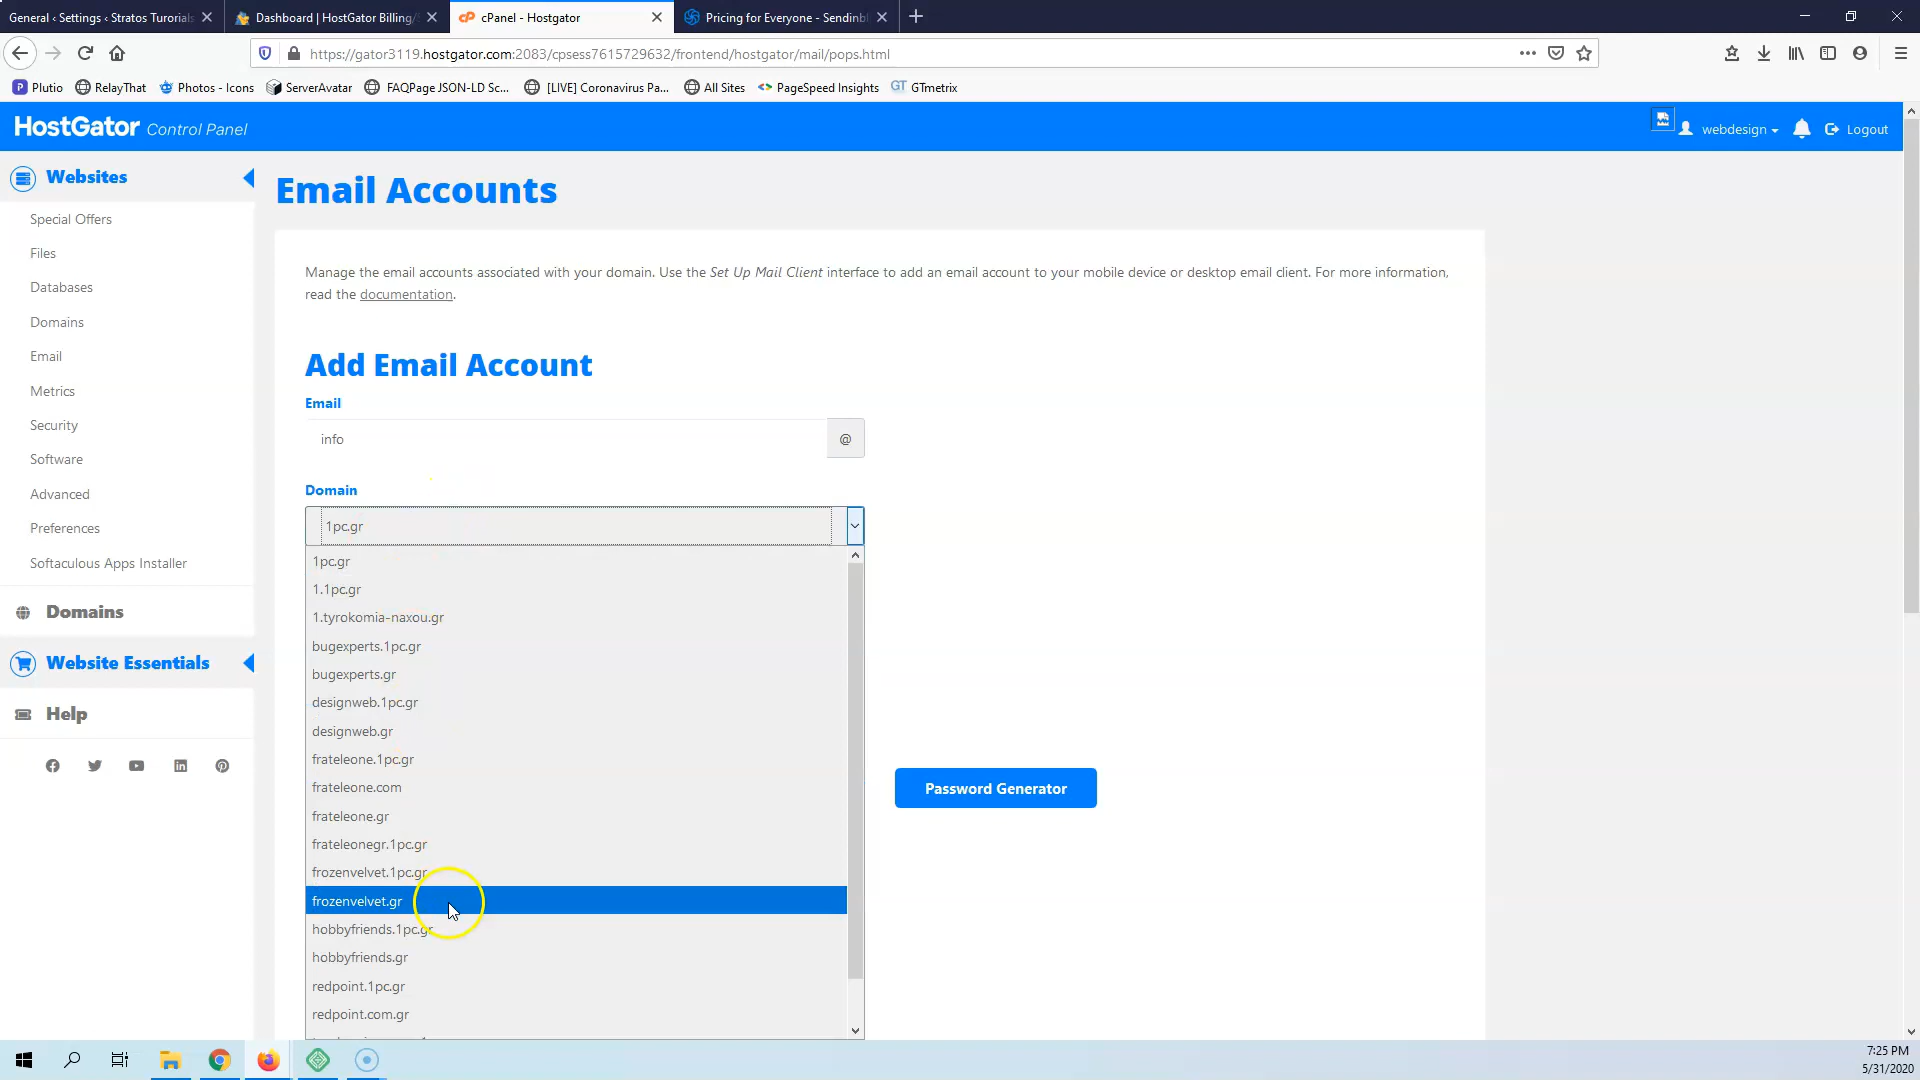 General ‹ Settings ‹ Stratos Turorials
Dashboard | HostGator Billing/S
cPanel - Hostgator
Pricing for Everyone - Sendinbl
https://gator3119.hostgator.com:2083/cpsess7615729632/frontend/hostgator/mail/pops.html
Plutio
RelayThat
Photos - Icons
ServerAvatar
FAQPage JSON-LD Sc...
[LIVE] Coronavirus Pa...
All Sites
PageSpeed Insights
GTmetrix
HostGator Control Panel
webdesign
Logout
Websites
Special Offers
Files
Databases
Domains
Email
Metrics
Security
Software
Advanced
Preferences
Softaculous Apps Installer
Domains
Website Essentials
Help
Email Accounts
Manage the email accounts associated with your domain. Use the Set Up Mail Client interface to add an email account to your mobile device or desktop email client. For more information,
read the documentation.
Add Email Account
Email
info
@
Domain
1pc.gr
1pc.gr
1.1pc.gr
1.tyrokomia-naxou.gr
bugexperts.1pc.gr
bugexperts.gr
designweb.1pc.gr
designweb.gr
frateleone.1pc.gr
frateleone.com
frateleone.gr
frateleonegr.1pc.gr
frozenvelvet.1pc.gr
frozenvelvet.gr
hobbyfriends.1pc.gr
hobbyfriends.gr
redpoint.1pc.gr
redpoint.com.gr
Password Generator
7:25 PM
5/31/2020